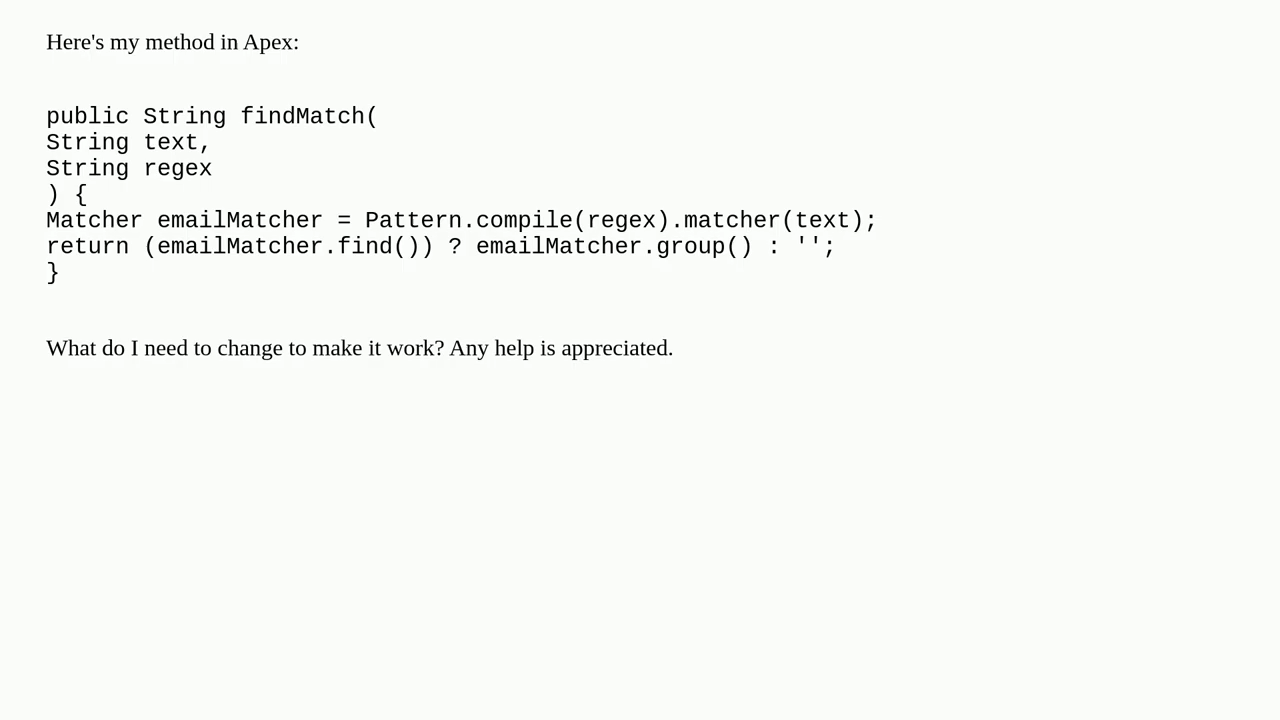 Here's my method in Apex:
public String findMatch(
String text,
String regex
) {
Matcher emailMatcher = Pattern.compile(regex).matcher(text);
return (emailMatcher.find()) ? emailMatcher.group() : '';
}
What do I need to change to make it work? Any help is appreciated.